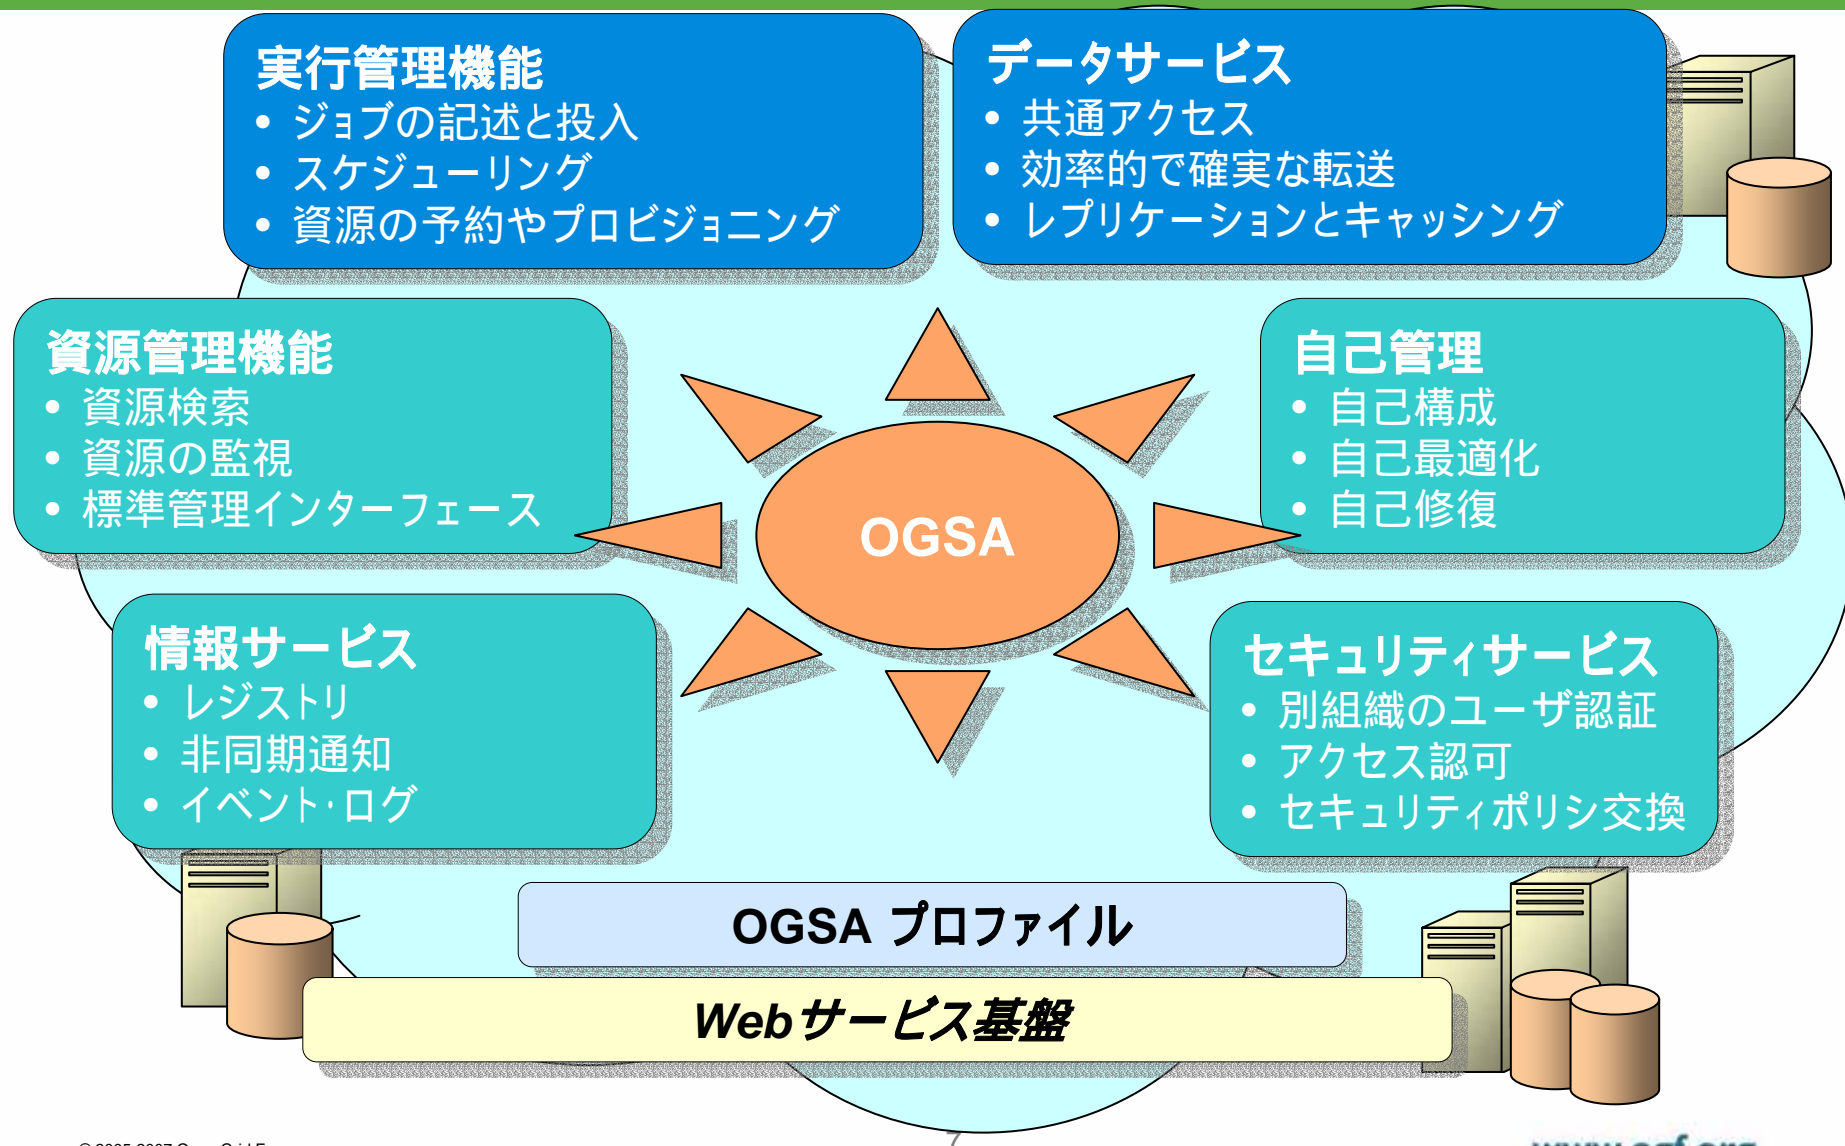 実行管理機能
• ジョブの記述と投入
• スケジューリング
• 資源の予約やプロビジョニング
データサービス
• 共通アクセス
• 効率的で確実な転送
• レプリケーションとキャッシング
資源管理機能
• 資源検索
• 資源の監視
• 標準管理インターフェース
自己管理
• 自己構成
• 自己最適化
• 自己修復
OGSA
情報サービス
• レジストリ
• 非同期通知
• イベント・ログ
セキュリティサービス
• 別組織のユーザ認証
• アクセス認可
• セキュリティポリシ交換
OGSA プロファイル
Webサービス基盤
© 2005-2007 Open Grid Forum
7
www.ogf.org